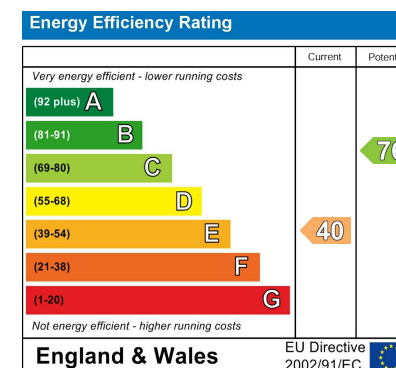 Energy Efficiency Rating
Current
Very energy efficient - lower running costs
(92 plus) A
(81-91) B
(69-80) C
(55-68) D
(39-54) E
40
(21-38) F
(1-20) G
Not energy efficient - higher running costs
England & Wales
EU Directive
2002/91/EC